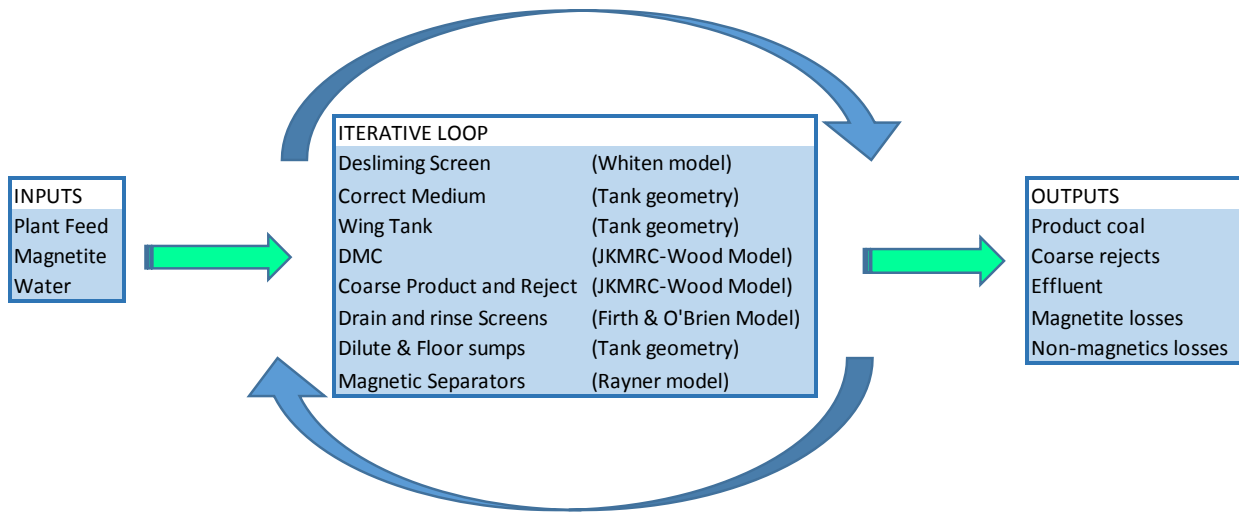 INPUTS
Plant Feed
Magnetite
Water
ITERATIVE LOOP
Desliming Screen (Whiten model)
Correct Medium (Tank geometry)
Wing Tank (Tank geometry)
DMC (JKMRC-Wood Model)
Coarse Product and Reject (JKMRC-Wood Model)
Drain and rinse Screens (Firth & O'Brien Model)
Dilute & Floor sumps (Tank geometry)
Magnetic Separators (Rayner model)
OUTPUTS
Product coal
Coarse rejects
Effluent
Magnetite losses
Non-magnetics losses